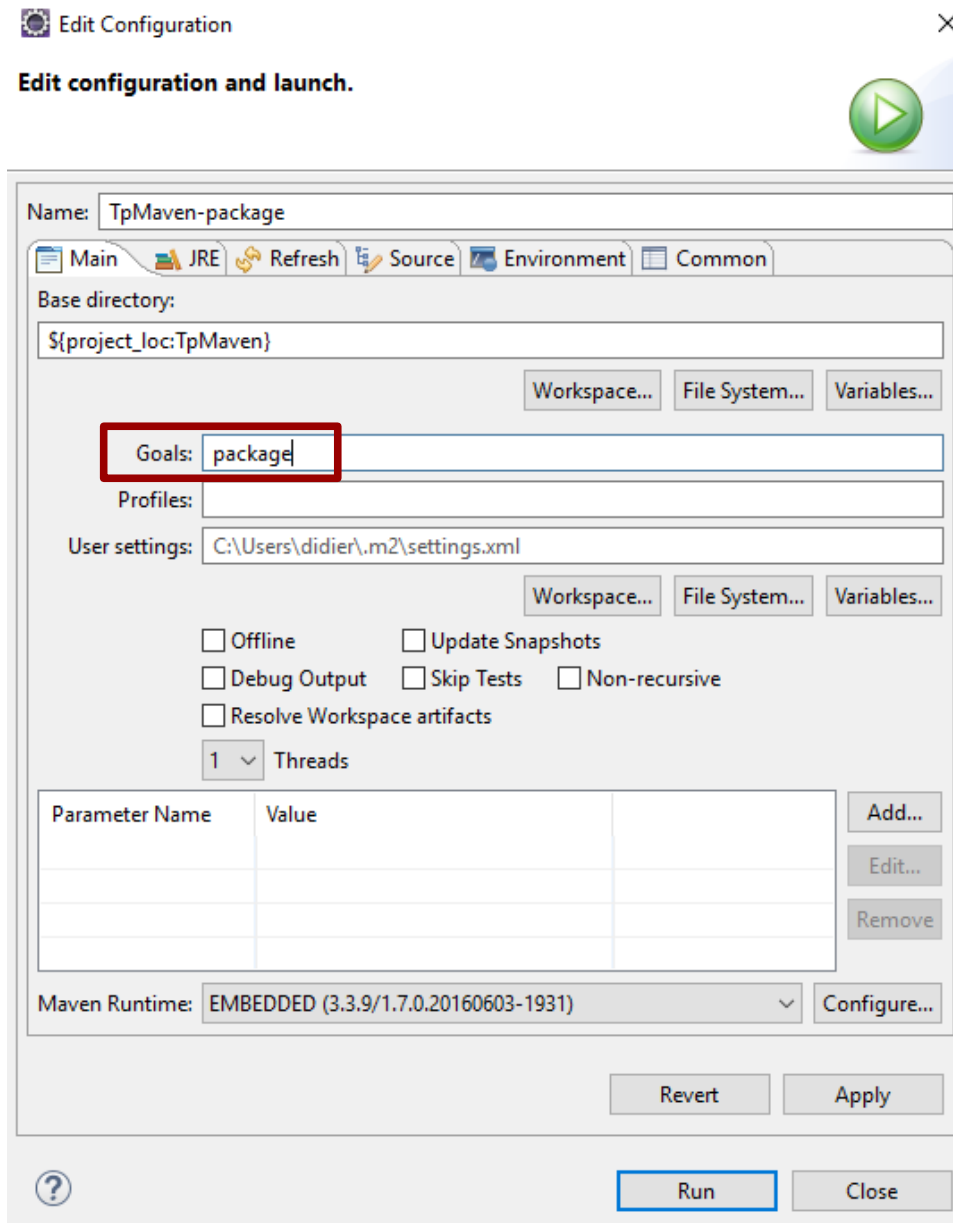 Edit Configuration
Edit configuration and launch.
Name: TpMaven-package
Main JRE Refresh Source Environment Common
Base directory:
${project_loc:TpMaven}
Workspace... File System... Variables...
Goals: package
Profiles:
User settings: C:\Users\didier\.m2\settings.xml
Workspace... File System... Variables...
Offline Update Snapshots
Debug Output Skip Tests Non-recursive
Resolve Workspace artifacts
1 Threads
Parameter Name Value Add...
Edit...
Remove
Maven Runtime: EMBEDDED (3.3.9/1.7.0.20160603-1931) Configure...
Revert Apply
? Run Close